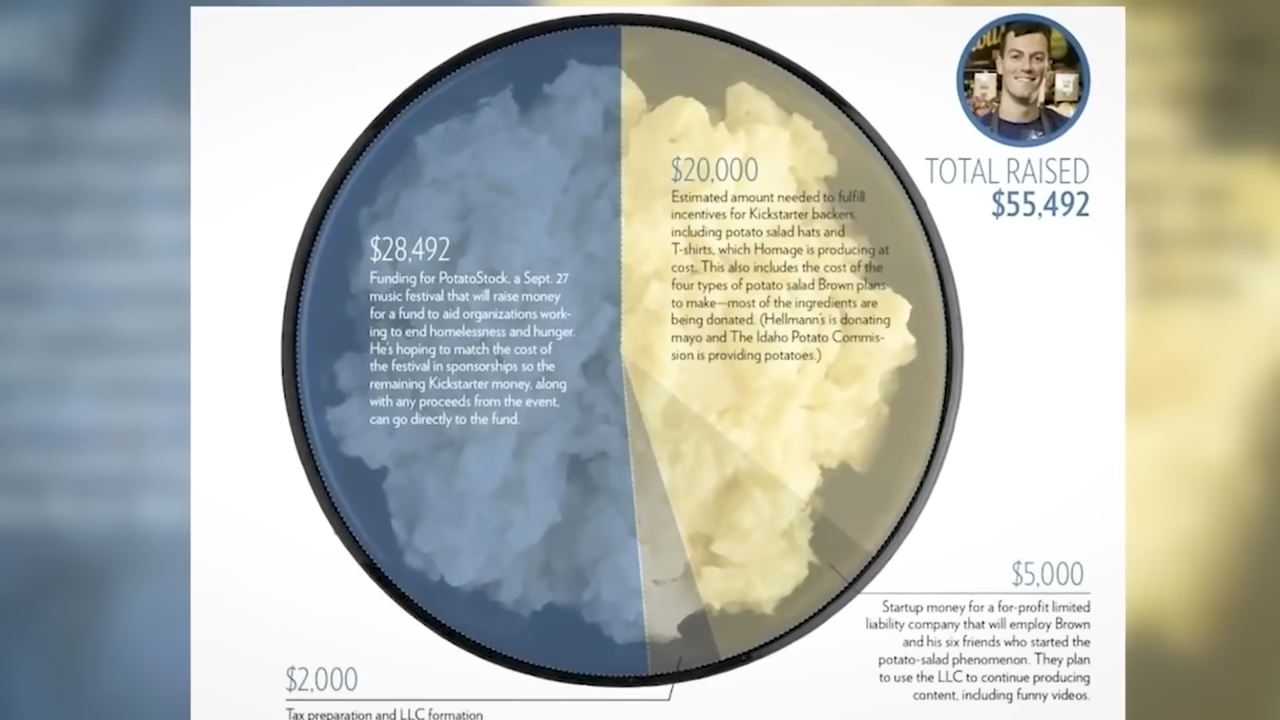 TOTAL RAISED
$55,492
$28,492
Funding for PotatoStock, a Sept. 27
music festival that will raise money
for a fund to aid organizations work-
ing to end homelessness and hunger.
He's hoping to match the cost of
the festival in sponsorships so the
remaining Kickstarter money, along
with any proceeds from the event,
can go directly to the fund.
$20,000
Estimated amount needed to fulfill
incentives for Kickstarter backers,
including potato salad hats and
T-shirts, which Homage is producing at
cost. This also includes the cost of the
four types of potato salad Brown plans
to make—most of the ingredients are
being donated. (Hellmann's is donating
mayo and The Idaho Potato Commis-
sion is providing potatoes.)
$5,000
Startup money for a for-profit limited
liability company that will employ Brown
and his six friends who started the
potato-salad phenomenon. They plan
to use the LLC to continue producing
content, including funny videos.
$2,000
Tax preparation and LLC formation